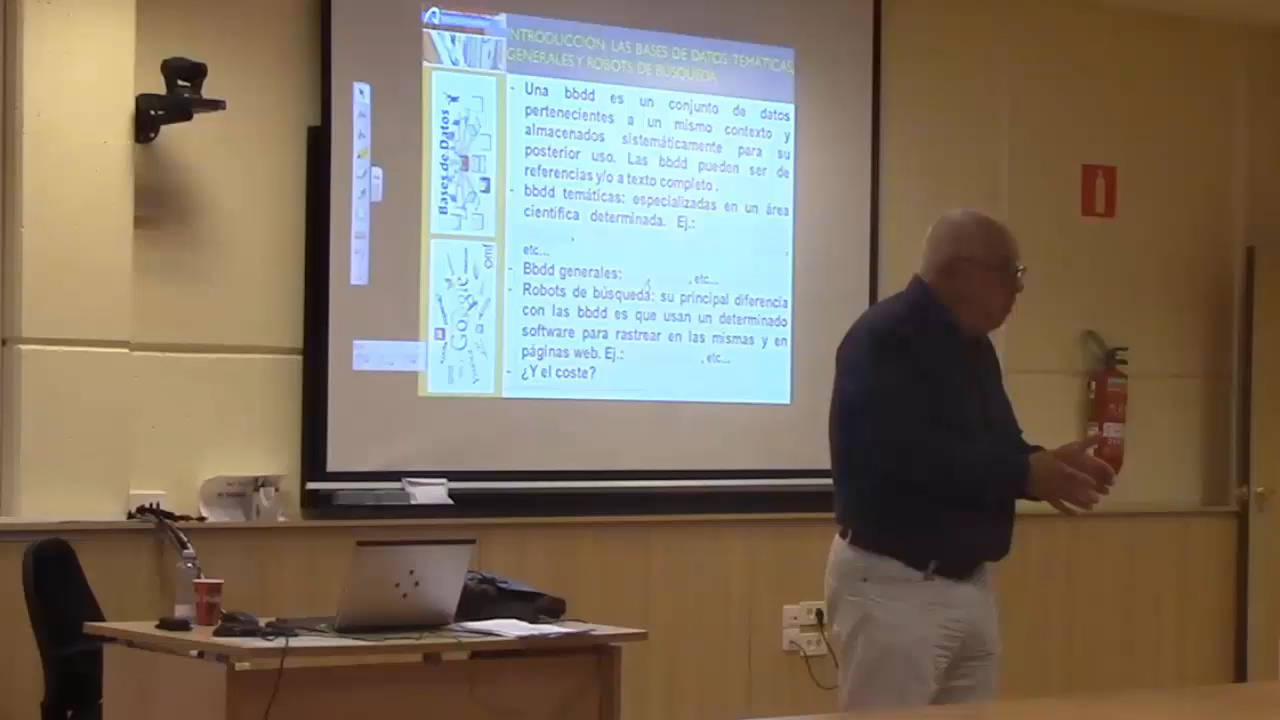 INTRODUCCION LAS BASES DE DATOS TEMÁTICAS,
GENERALES Y ROBOTS DE BÚSQUEDA
- Una bbdd es un conjunto de datos
pertenecientes a un mismo contexto y
almacenados sistemáticamente para su
posterior uso. Las bbdd pueden ser de
referencias y/o a texto completo.
- bbdd temáticas: especializadas en un área
científica determinada. Ej.:
etc...
- Bbdd generales: , etc...
- Robots de búsqueda: su principal diferencia
con las bbdd es que usan un determinado
software para rastrear en las mismas y en
páginas web. Ej.: , etc...
- ¿Y el coste?
Bases de Datos
Google